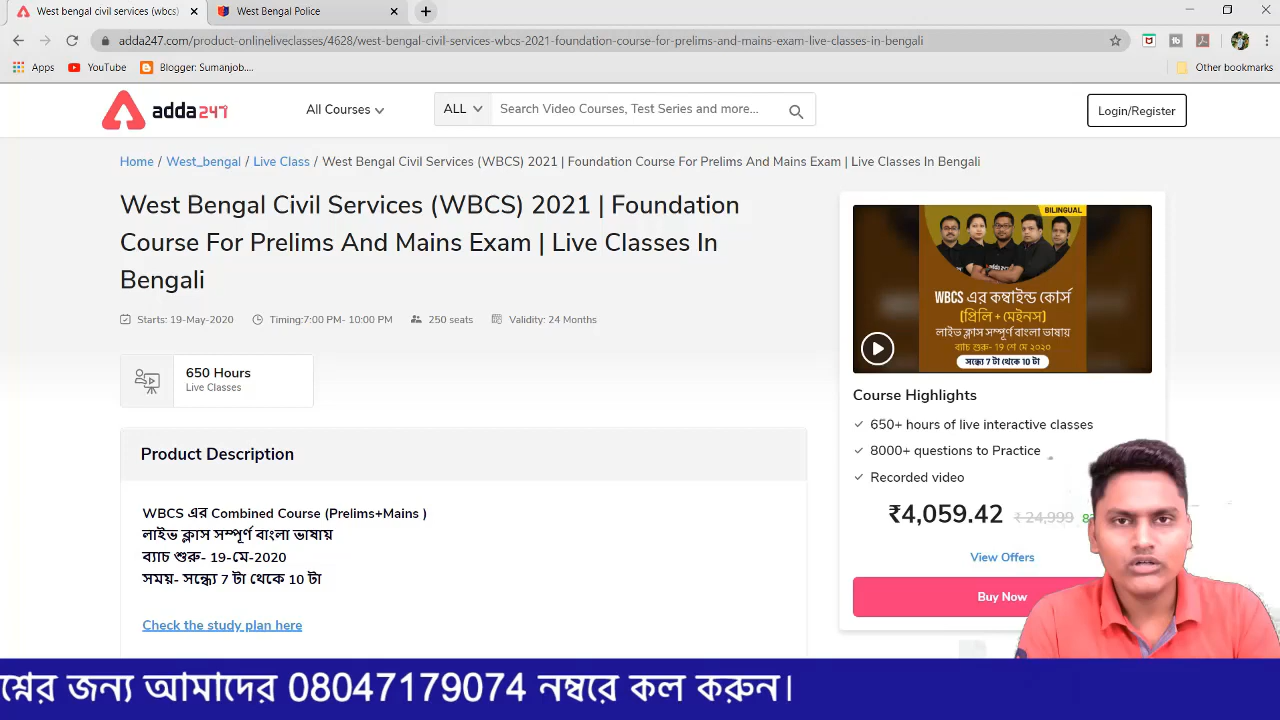 West bengal civil services (wbcs)
West Bengal Police
adda247.com/product-onlineliveclasses/4628/west-bengal-civil-services-wbcs-2021-foundation-course-for-prelims-and-mains-exam-live-classes-in-bengali
Apps YouTube Blogger: Sumanjob.... Other bookmarks
adda247 All Courses ALL Search Video Courses, Test Series and more... Login/Register
Home / West_bengal / Live Class / West Bengal Civil Services (WBCS) 2021 | Foundation Course For Prelims And Mains Exam | Live Classes In Bengali
West Bengal Civil Services (WBCS) 2021 | Foundation
Course For Prelims And Mains Exam | Live Classes In
Bengali
Starts: 19-May-2020 Timing:7:00 PM- 10:00 PM 250 seats Validity: 24 Months
650 Hours
Live Classes
Product Description
WBCS এর Combined Course (Prelims+Mains )
লাইভ ক্লাস সম্পূর্ণ বাংলা ভাষায়
ব্যাচ শুরু- 19-মে-2020
সময়- সন্ধ্যে 7 টা থেকে 10 টা
Check the study plan here
BILINGUAL
WBCS এর কম্বাইন্ড কোর্স
(প্রিলি + মেইনস)
লাইভ ক্লাস সম্পূর্ণ বাংলা ভাষায়
ব্যাচ শুরু- ১৯ শে মে ২০২০
সন্ধ্যে 7 টা থেকে 10 টা
Course Highlights
650+ hours of live interactive classes
8000+ questions to Practice
Recorded video
₹4,059.42 ₹ 24,999
View Offers
Buy Now
শ্নের জন্য আমাদের 08047179074 নম্বরে কল করুন।